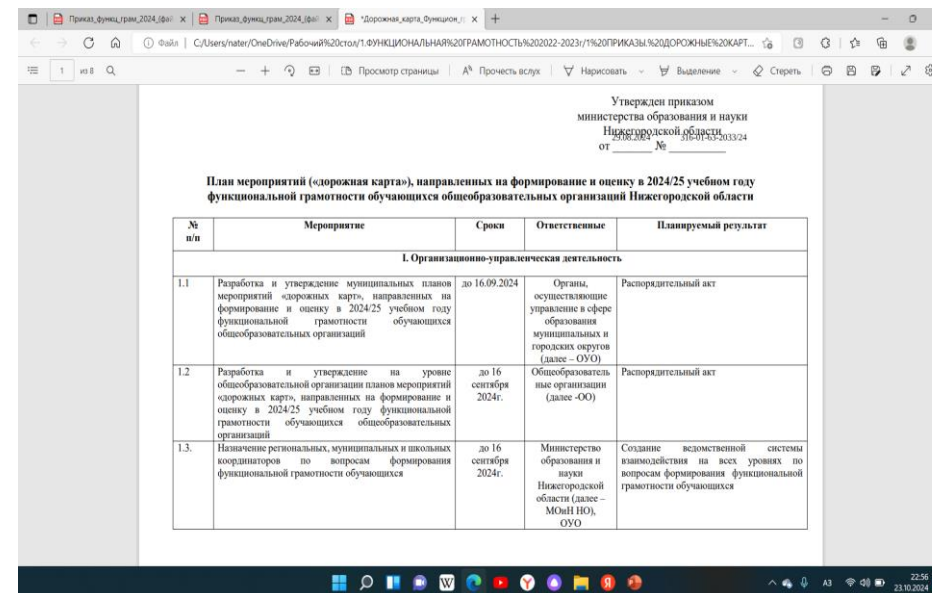 Приказ_функц_грам_2024_(фай
Приказ_функц_грам_2024_(фай
*Дорожная_карта_Функцион_г
Файл | C:/Users/nater/OneDrive/Рабочий%20стол/1.ФУНКЦИОНАЛЬНАЯ%20ГРАМОТНОСТЬ%202022-2023г/1%20ПРИКАЗЫ.%20ДОРОЖНЫЕ%20КАРТ...
1 из 8
Просмотр страницы
Прочесть вслух
Нарисовать
Выделение
Стереть
Утвержден приказом
министерства образования и науки
Нижегородской области
29.08.2024 316-01-63-2033/24
от ________ № ___________
План мероприятий («дорожная карта»), направленных на формирование и оценку в 2024/25 учебном году
функциональной грамотности обучающихся общеобразовательных организаций Нижегородской области
№ п/п
Мероприятие
Сроки
Ответственные
Планируемый результат
I. Организационно-управленческая деятельность
1.1
Разработка и утверждение муниципальных планов
мероприятий «дорожных карт», направленных на
формирование и оценку в 2024/25 учебном году
функциональной грамотности обучающихся
общеобразовательных организаций
до 16.09.2024
Органы,
осуществляющие
управление в сфере
образования
муниципальных и
городских округов
(далее – ОУО)
Распорядительный акт
1.2
Разработка и утверждение на уровне
общеобразовательной организации планов мероприятий
«дорожных карт», направленных на формирование и
оценку в 2024/25 учебном году функциональной
грамотности обучающихся общеобразовательных
организаций
до 16
сентября
2024г.
Общеобразователь
ные организации
(далее -ОО)
Распорядительный акт
1.3.
Назначение региональных, муниципальных и школьных
координаторов по вопросам формирования
функциональной грамотности обучающихся
до 16
сентября
2024г.
Министерство
образования и
науки
Нижегородской
области (далее –
МОиН НО),
ОУО
Создание ведомственной системы
взаимодействия на всех уровнях по
вопросам формирования функциональной
грамотности обучающихся
АЗ
22:56
23.10.2024